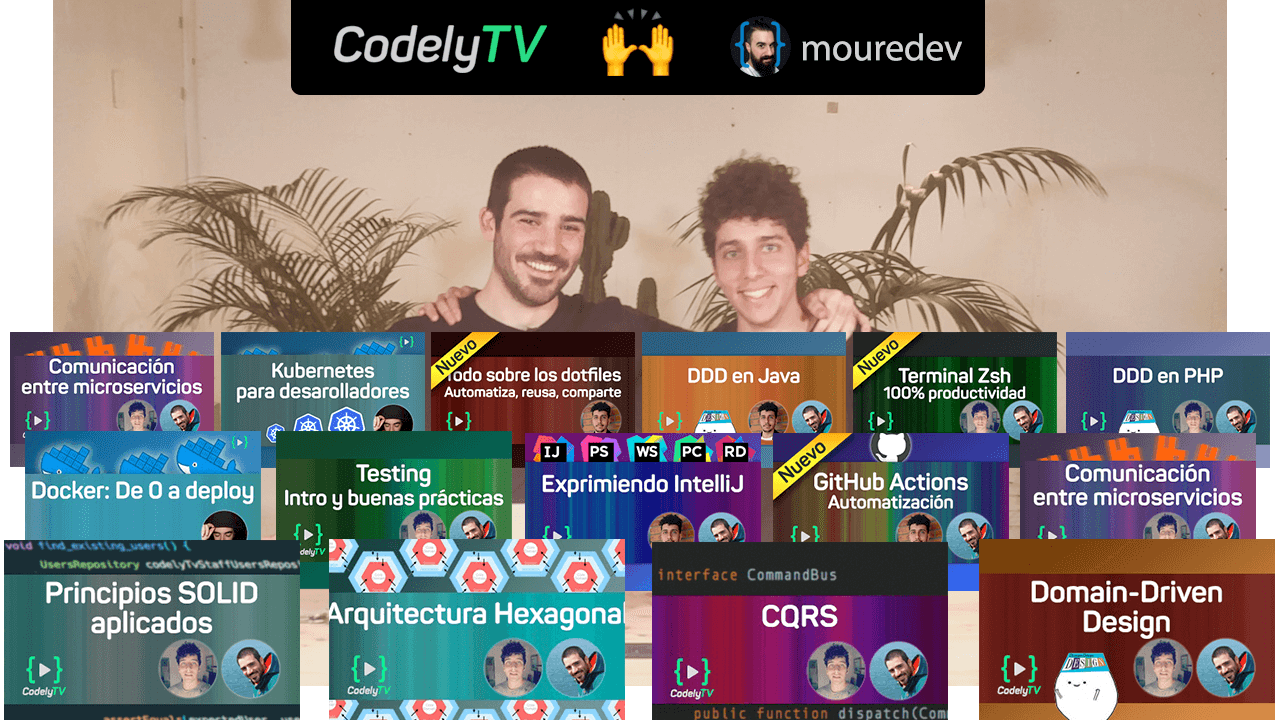 CodelyTV
mouredev
Comunicación
entre microservicios
Kubernetes
para desarolladores
Nuevo
Todo sobre los dotfiles
Automatiza, reusa, comparte
DDD en Java
DESIGN
Nuevo
Terminal Zsh
100% productividad
DDD en PHP
DESIGN
Docker: De 0 a deploy
Testing
Intro y buenas prácticas
CodelyTV
IJ
PS
WS
PC
RD
Exprimiendo IntelliJ
Nuevo
GitHub Actions
Automatización
Comunicación
entre microservicios
void find_existing_users() {
UsersRepository codelyTvStaffUsersRepos
Principios SOLID
aplicados
CodelyTV
Arquitectura Hexagonal
CodelyTV
interface CommandBus
CQRS
CodelyTV
public function dispatch(Com
Domain-Driven
Design
DESIGN
CodelyTV